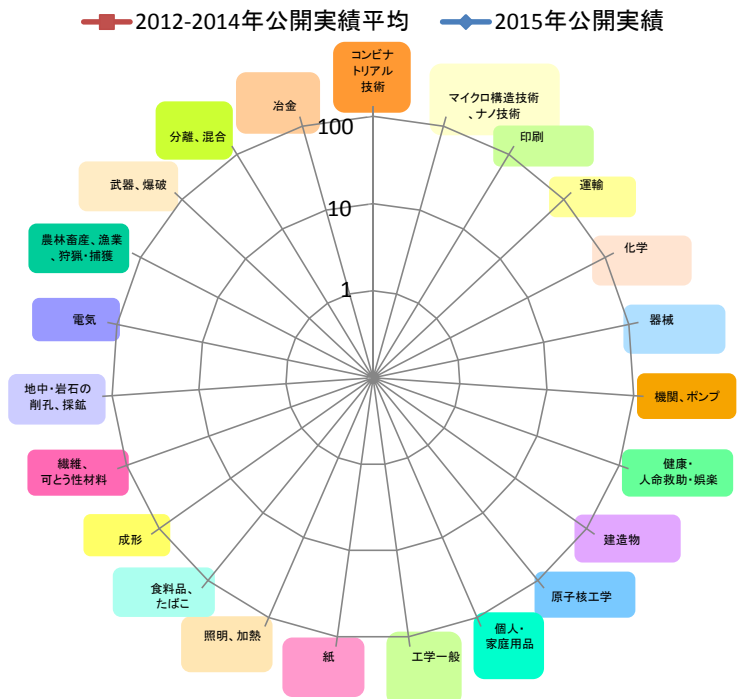 2012-2014年公開実績平均
2015年公開実績
コンビナ
トリアル
技術
マイクロ構造技術
、ナノ技術
印刷
運輸
化学
器械
機関、ポンプ
健康・
人命救助・娯楽
建造物
原子核工学
個人・
家庭用品
工学一般
紙
照明、加熱
食料品、
たばこ
成形
繊維、
可とう性材料
地中・岩石の
削孔、採鉱
電気
農林畜産、漁業
、狩猟・捕獲
武器、爆破
分離、混合
冶金
100
10
1